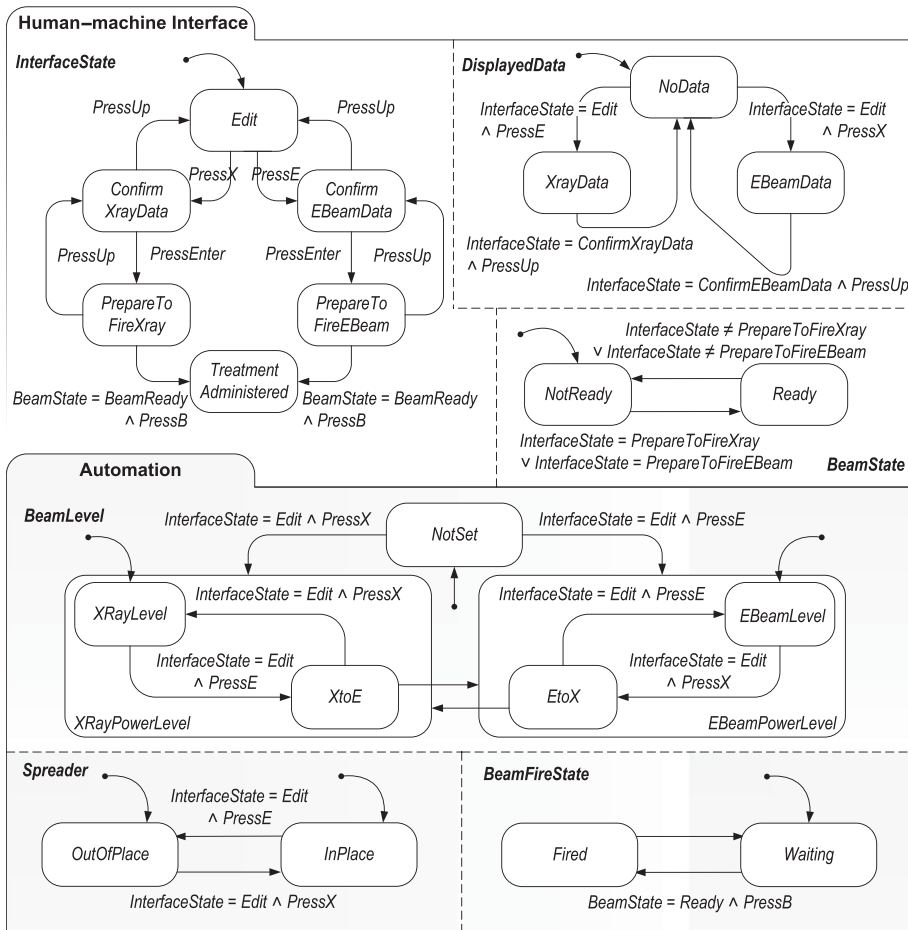 Human–machine Interface
InterfaceState
Edit
PressUp
PressUp
PressX
PressE
Confirm
XrayData
Confirm
EBeamData
PressUp
PressEnter
PressEnter
PressUp
PrepareTo
FireXray
PrepareTo
FireEBeam
Treatment
Administered
BeamState = BeamReady
∧ PressB
BeamState = BeamReady
∧ PressB
DisplayedData
NoData
InterfaceState = Edit
∧ PressE
InterfaceState = Edit
∧ PressX
XrayData
EBeamData
InterfaceState = ConfirmXrayData
∧ PressUp
InterfaceState = ConfirmEBeamData ∧ PressUp
InterfaceState ≠ PrepareToFireXray
∨ InterfaceState ≠ PrepareToFireEBeam
NotReady
Ready
InterfaceState = PrepareToFireXray
∨ InterfaceState = PrepareToFireEBeam
BeamState
Automation
BeamLevel
InterfaceState = Edit ∧ PressX
NotSet
InterfaceState = Edit ∧ PressE
XRayLevel
InterfaceState = Edit ∧ PressX
InterfaceState = Edit
∧ PressE
XtoE
XRayPowerLevel
InterfaceState = Edit ∧ PressE
EBeamLevel
InterfaceState = Edit
∧ PressX
EtoX
EBeamPowerLevel
Spreader
InterfaceState = Edit
∧ PressE
OutOfPlace
InPlace
InterfaceState = Edit ∧ PressX
BeamFireState
Fired
Waiting
BeamState = Ready ∧ PressB